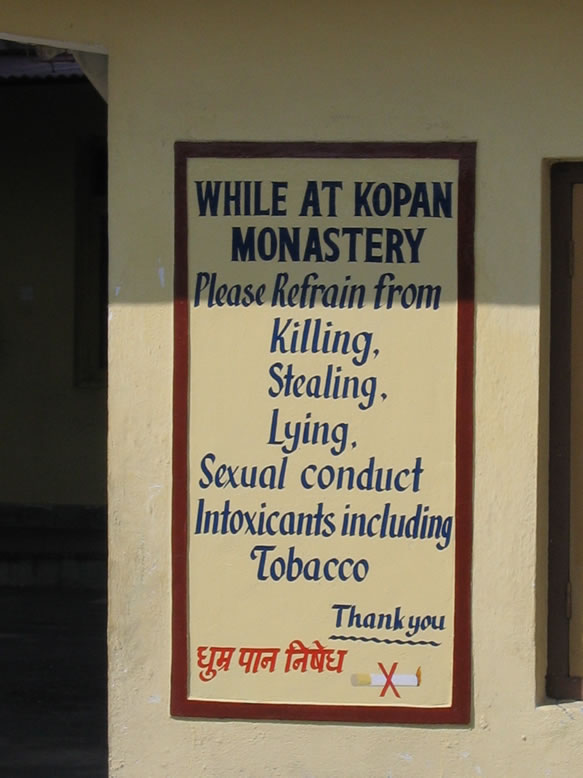 WHILE AT KOPAN
MONASTERY
Please Refrain from
Killing,
Stealing,
Lying,
Sexual conduct
Intoxicants including
Tobacco
Thank you
धुम्र पान निषेध